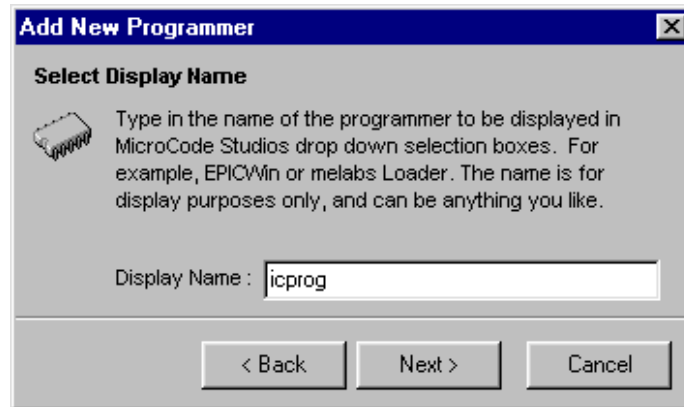 Add New Programmer
Select Display Name
Type in the name of the programmer to be displayed in
MicroCode Studios drop down selection boxes.  For
example, EPICWin or melabs Loader. The name is for
display purposes only, and can be anything you like.
Display Name : icprog
< Back Next > Cancel